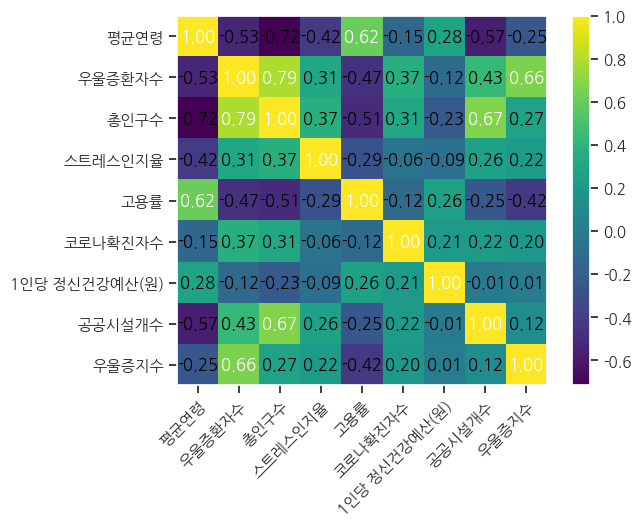 평균연령 1.00 -0.53 -0.72 -0.42 0.62 -0.15 0.28 -0.57 -0.25
우울증환자수 -0.53 1.00 0.79 0.31 -0.47 0.37 -0.12 0.43 0.66
총인구수 -0.72 0.79 1.00 0.37 -0.51 0.31 -0.23 0.67 0.27
스트레스인지율 -0.42 0.31 0.37 1.00 -0.29 -0.06 -0.09 0.26 0.22
고용률 0.62 -0.47 -0.51 -0.29 1.00 -0.12 0.26 -0.25 -0.42
코로나확진자수 -0.15 0.37 0.31 -0.06 -0.12 1.00 0.21 0.22 0.20
1인당 정신건강예산(원) 0.28 -0.12 -0.23 -0.09 0.26 0.21 1.00 -0.01 0.01
공공시설개수 -0.57 0.43 0.67 0.26 -0.25 0.22 -0.01 1.00 0.12
우울증지수 -0.25 0.66 0.27 0.22 -0.42 0.20 0.01 0.12 1.00
평균연령
우울증환자수
총인구수
스트레스인지율
고용률
코로나확진자수
1인당 정신건강예산(원)
공공시설개수
우울증지수
1.0
0.8
0.6
0.4
0.2
0.0
-0.2
-0.4
-0.6